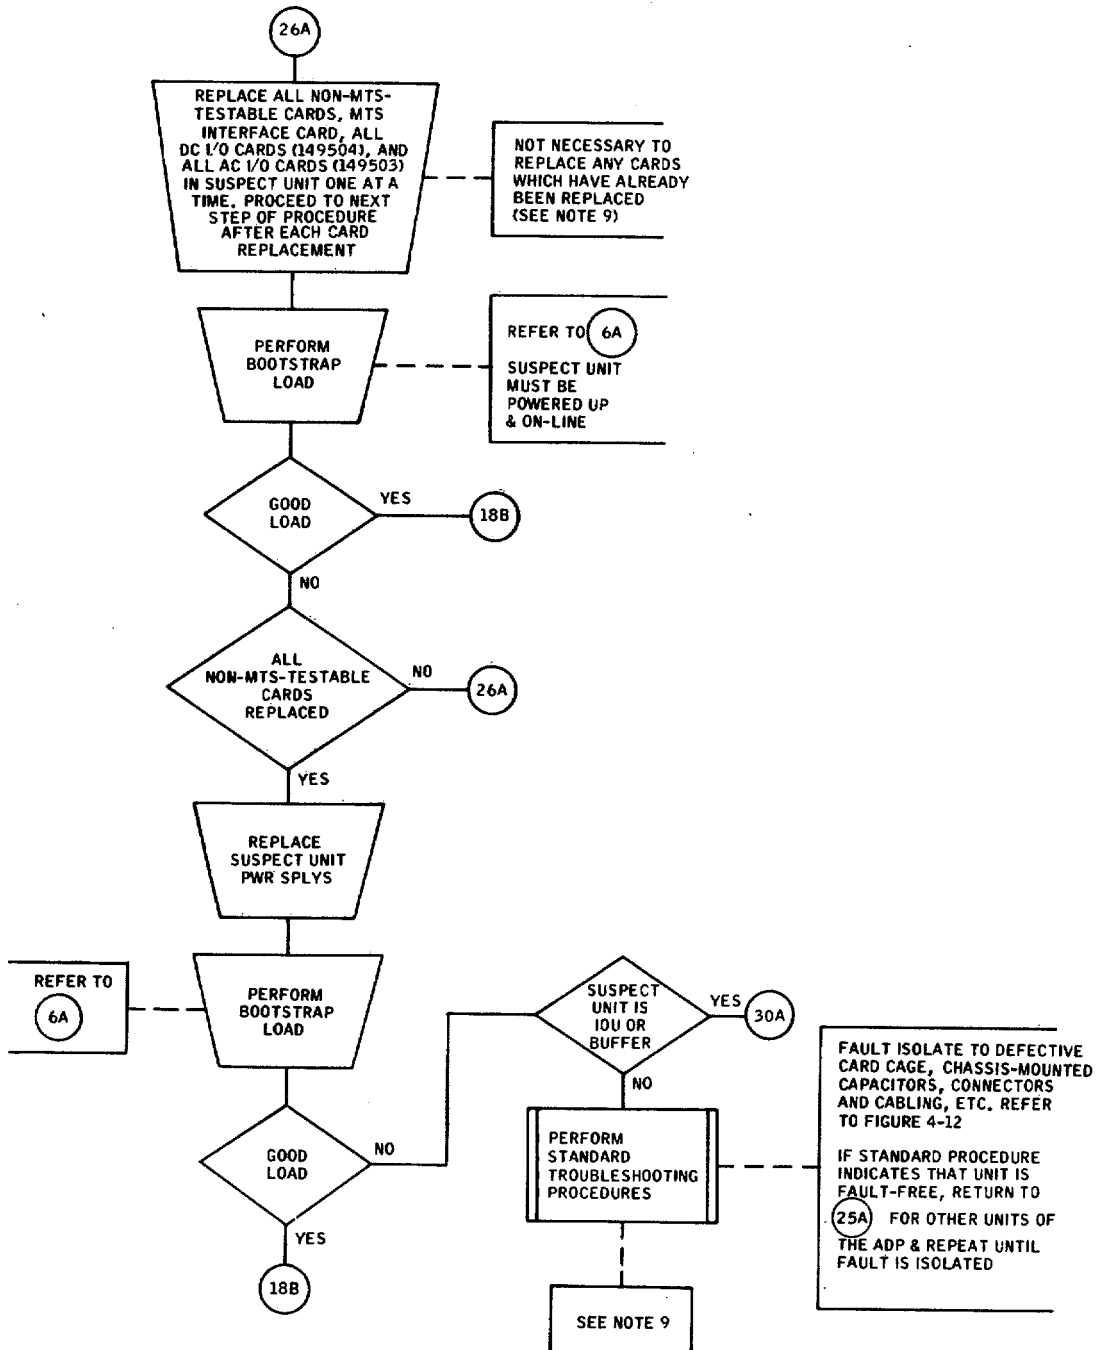 26A
REPLACE ALL NON-MTS-
TESTABLE CARDS, MTS
INTERFACE CARD, ALL
DC I/O CARDS (149504), AND
ALL AC I/O CARDS (149503)
IN SUSPECT UNIT ONE AT A
TIME. PROCEED TO NEXT
STEP OF PROCEDURE
AFTER EACH CARD
REPLACEMENT
NOT NECESSARY TO
REPLACE ANY CARDS
WHICH HAVE ALREADY
BEEN REPLACED
(SEE NOTE 9)
PERFORM
BOOTSTRAP
LOAD
REFER TO 6A
SUSPECT UNIT
MUST BE
POWERED UP
& ON-LINE
GOOD
LOAD
YES
18B
NO
ALL
NON-MTS-TESTABLE
CARDS
REPLACED
NO
26A
YES
REPLACE
SUSPECT UNIT
PWR SPLYS
REFER TO
6A
PERFORM
BOOTSTRAP
LOAD
GOOD
LOAD
NO
YES
18B
SUSPECT
UNIT IS
IOU OR
BUFFER
YES
30A
NO
PERFORM
STANDARD
TROUBLESHOOTING
PROCEDURES
FAULT ISOLATE TO DEFECTIVE
CARD CAGE, CHASSIS-MOUNTED
CAPACITORS, CONNECTORS
AND CABLING, ETC. REFER
TO FIGURE 4-12
IF STANDARD PROCEDURE
INDICATES THAT UNIT IS
FAULT-FREE, RETURN TO
25A FOR OTHER UNITS OF
THE ADP & REPEAT UNTIL
FAULT IS ISOLATED
SEE NOTE 9